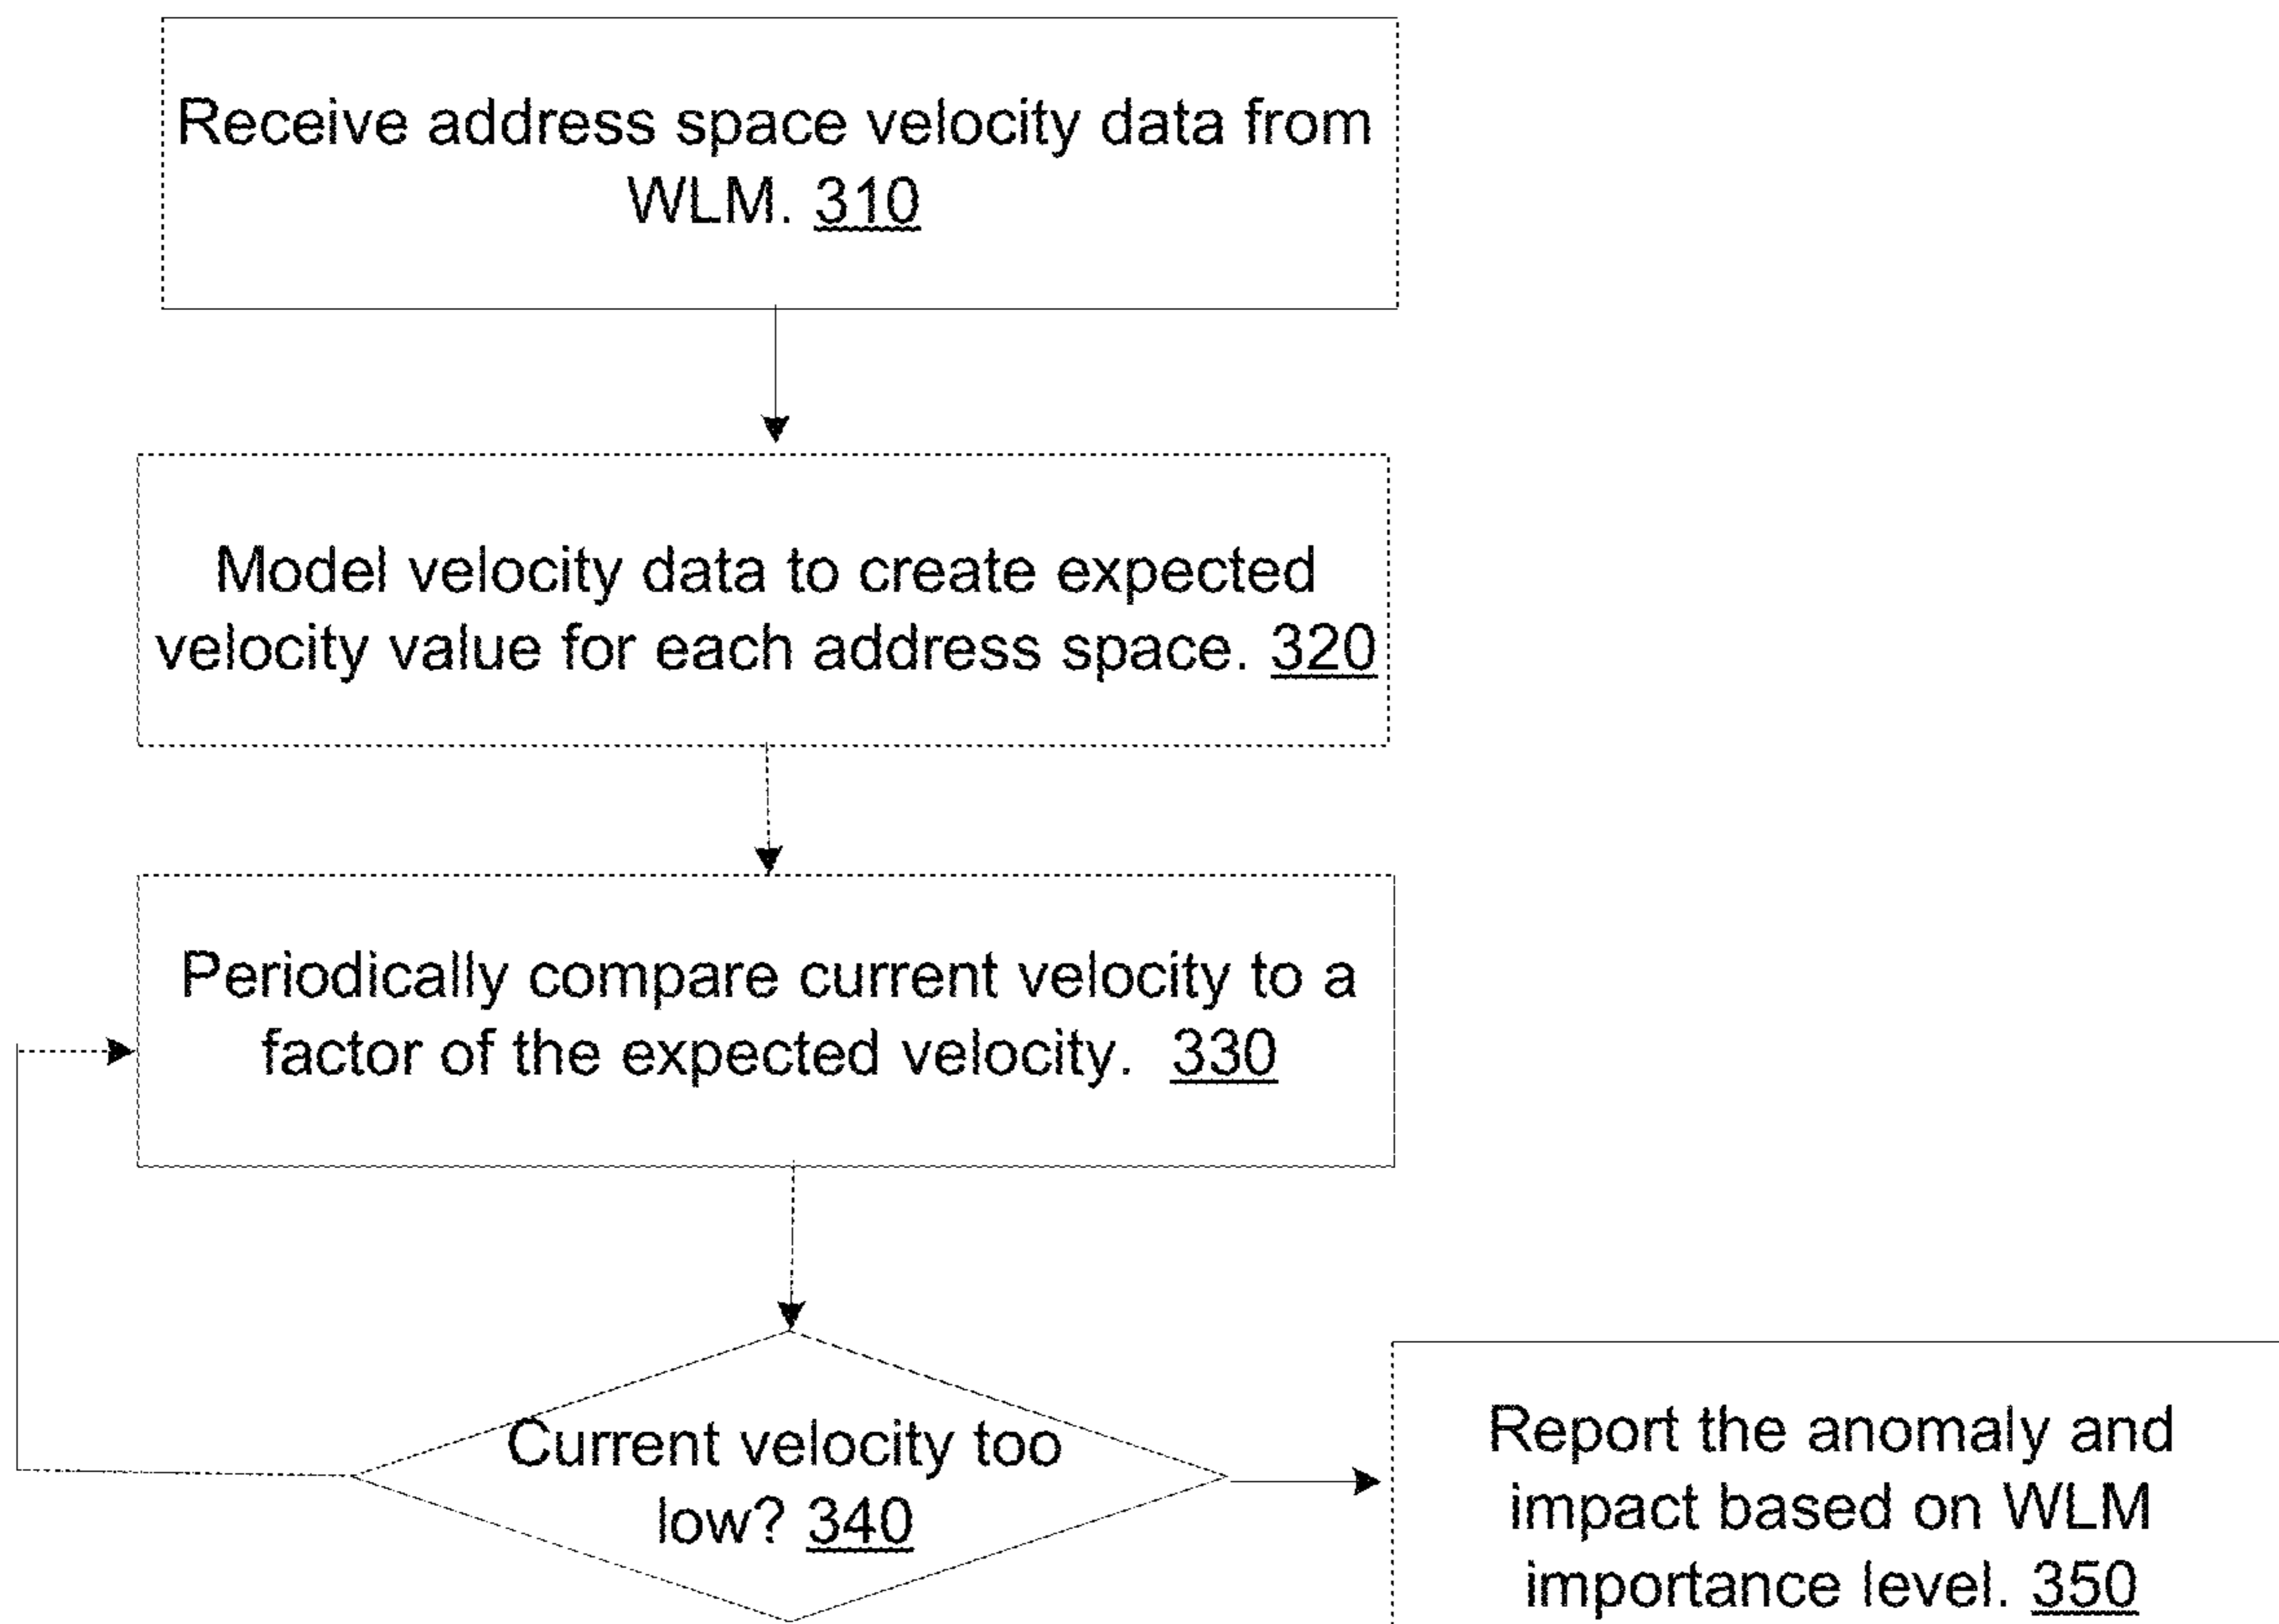 Receive address space velocity data from
WLM. 310
Model velocity data to create expected
velocity value for each address space. 320
Periodically compare current velocity to a
factor of the expected velocity. 330
Current velocity too
low? 340
Report the anomaly and
impact based on WLM
importance level. 350